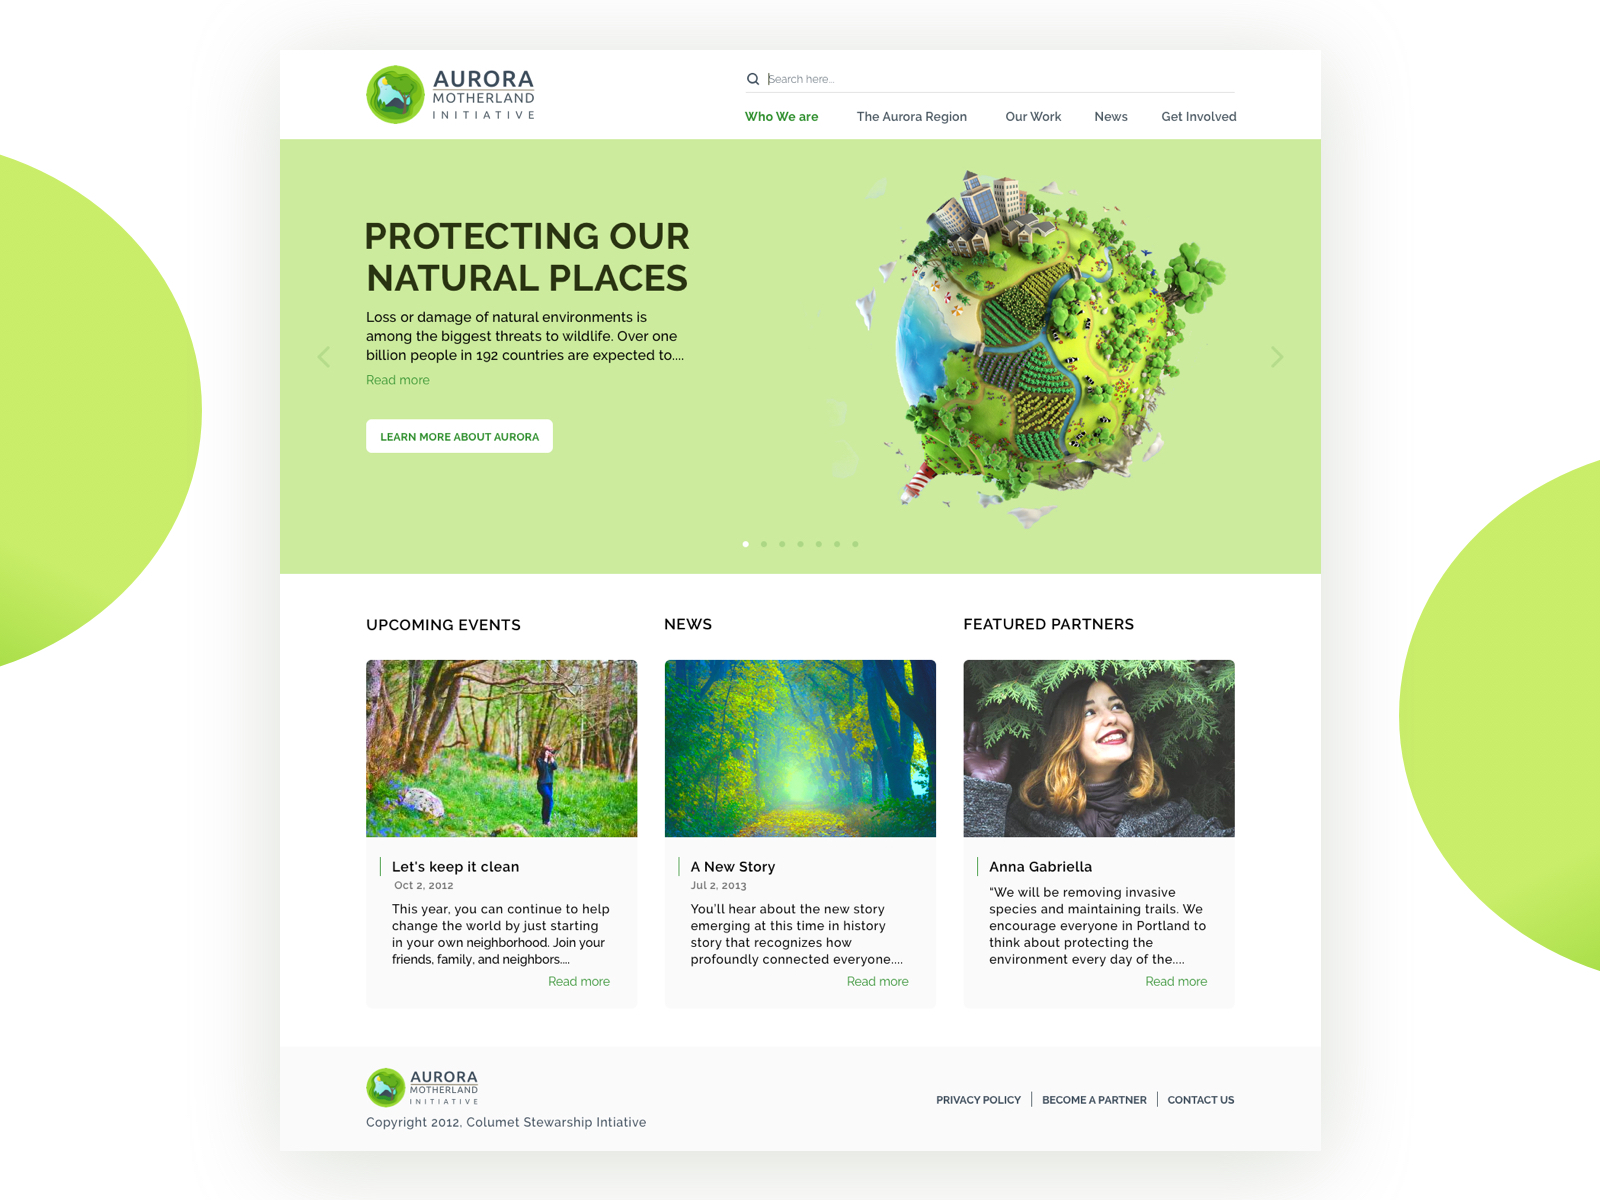 AURORA
MOTHERLAND
INITIATIVE
Search here...
Who We are
The Aurora Region
Our Work
News
Get Involved
PROTECTING OUR
NATURAL PLACES
Loss or damage of natural environments is
among the biggest threats to wildlife. Over one
billion people in 192 countries are expected to....
Read more
LEARN MORE ABOUT AURORA
UPCOMING EVENTS
Let's keep it clean
Oct 2, 2012
This year, you can continue to help
change the world by just starting
in your own neighborhood. Join your
friends, family, and neighbors....
Read more
NEWS
A New Story
Jul 2, 2013
You'll hear about the new story
emerging at this time in history
story that recognizes how
profoundly connected everyone....
Read more
FEATURED PARTNERS
Anna Gabriella
“We will be removing invasive
species and maintaining trails. We
encourage everyone in Portland to
think about protecting the
environment every day of the....
Read more
AURORA
MOTHERLAND
INITIATIVE
Copyright 2012, Columet Stewarship Intiative
PRIVACY POLICY
BECOME A PARTNER
CONTACT US